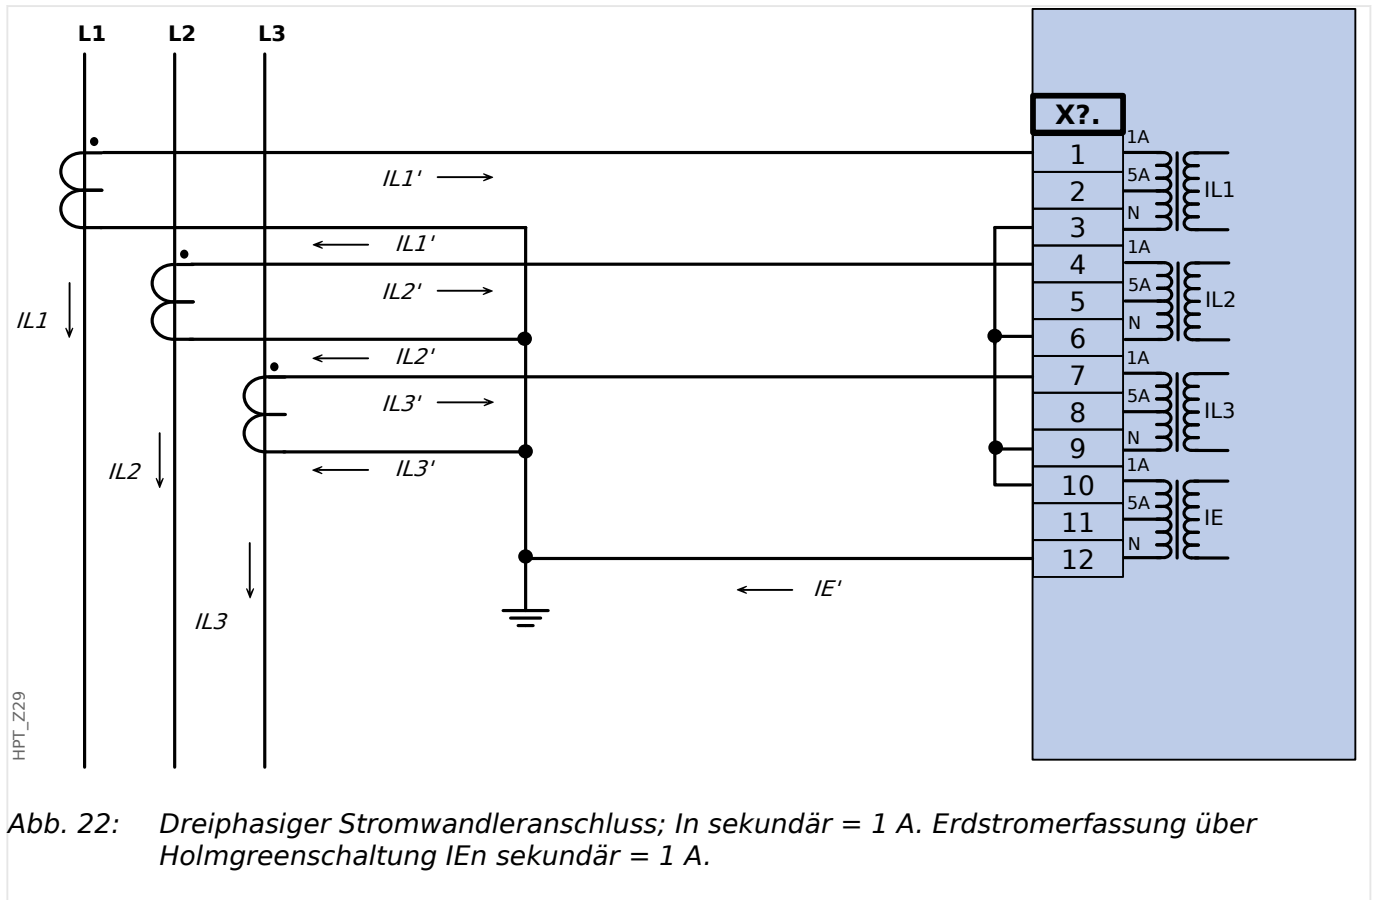 L1 L2 L3
X?.
1
2
3
4
5
6
7
8
9
10
11
12
1A
5A
N
IL1
1A
5A
N
IL2
1A
5A
N
IL3
1A
5A
N
IE
IL1'
IL1'
IL2'
IL2'
IL3'
IL3'
IE'
IL1
IL2
IL3
HPT_Z29
Abb. 22: Dreiphasiger Stromwandleranschluss; In sekundär = 1 A. Erdstromerfassung über
Holmgreenschaltung IEn sekundär = 1 A.